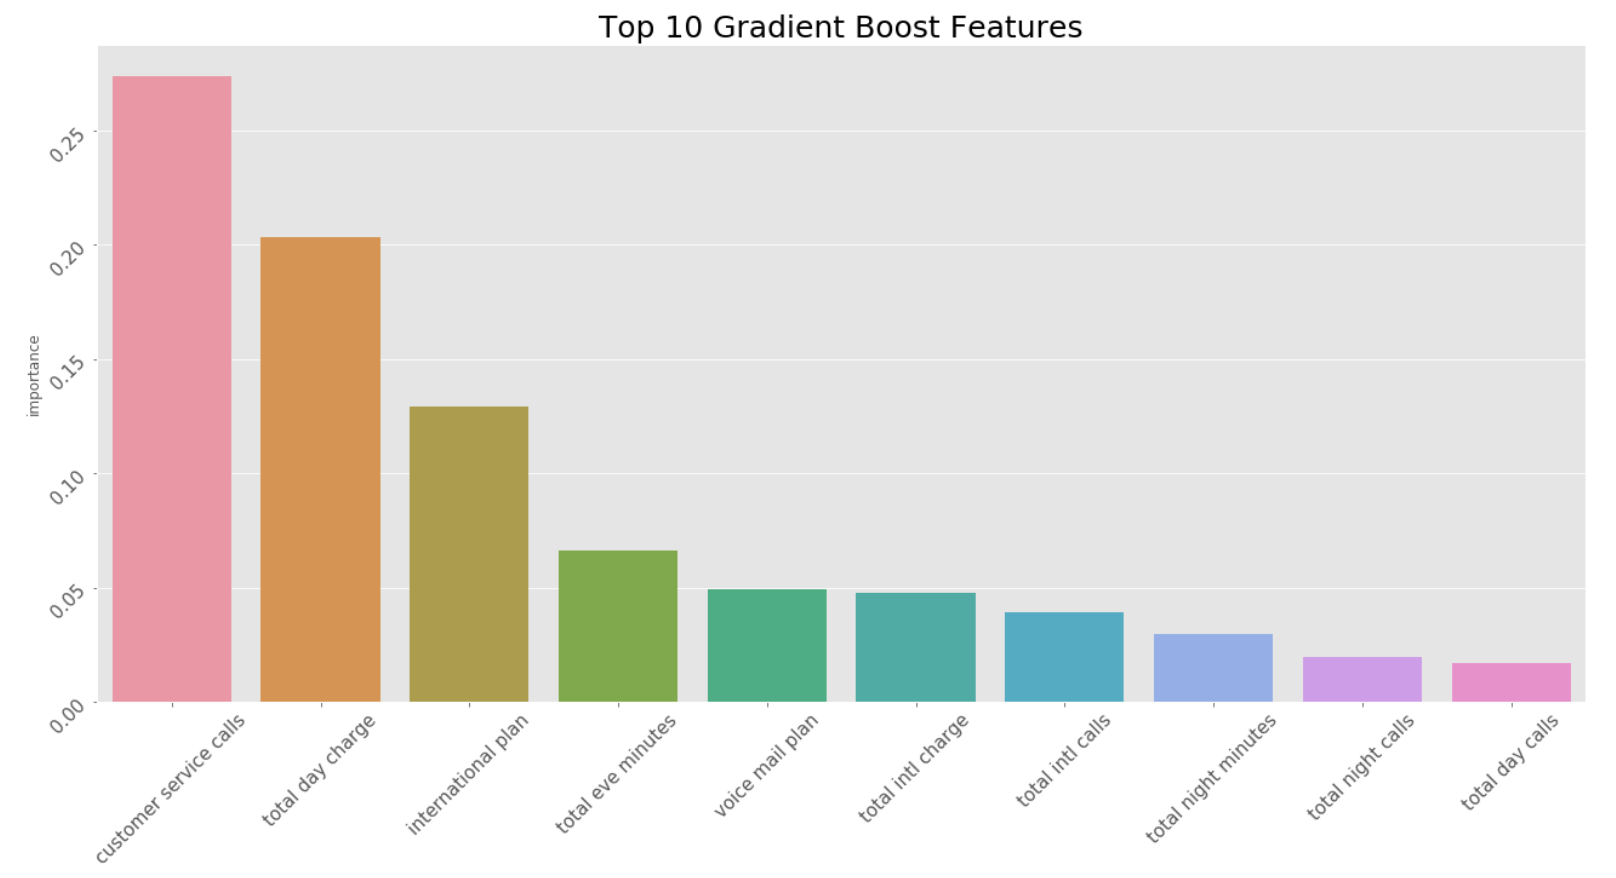 Top 10 Gradient Boost Features
importance
0.25
0.20
0.15
0.10
0.05
0.00
customer service calls
total day charge
international plan
total eve minutes
voice mail plan
total intl charge
total intl calls
total night minutes
total night calls
total day calls